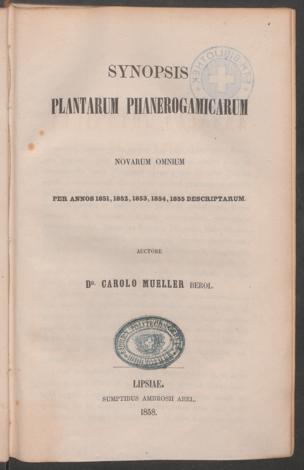 SYNOPSIS
PLANTARUM PHANEROGAMICARUM
NOVARUM OMNIUM
PER ANNOS 1851, 1852, 1853, 1854, 1855 DESCRIPTARUM.
AUCTORE
Dº. CAROLO MUELLER BEROL.
LIPSIAE.
SUMPTIBUS AMBROSII ABEL.
1858.